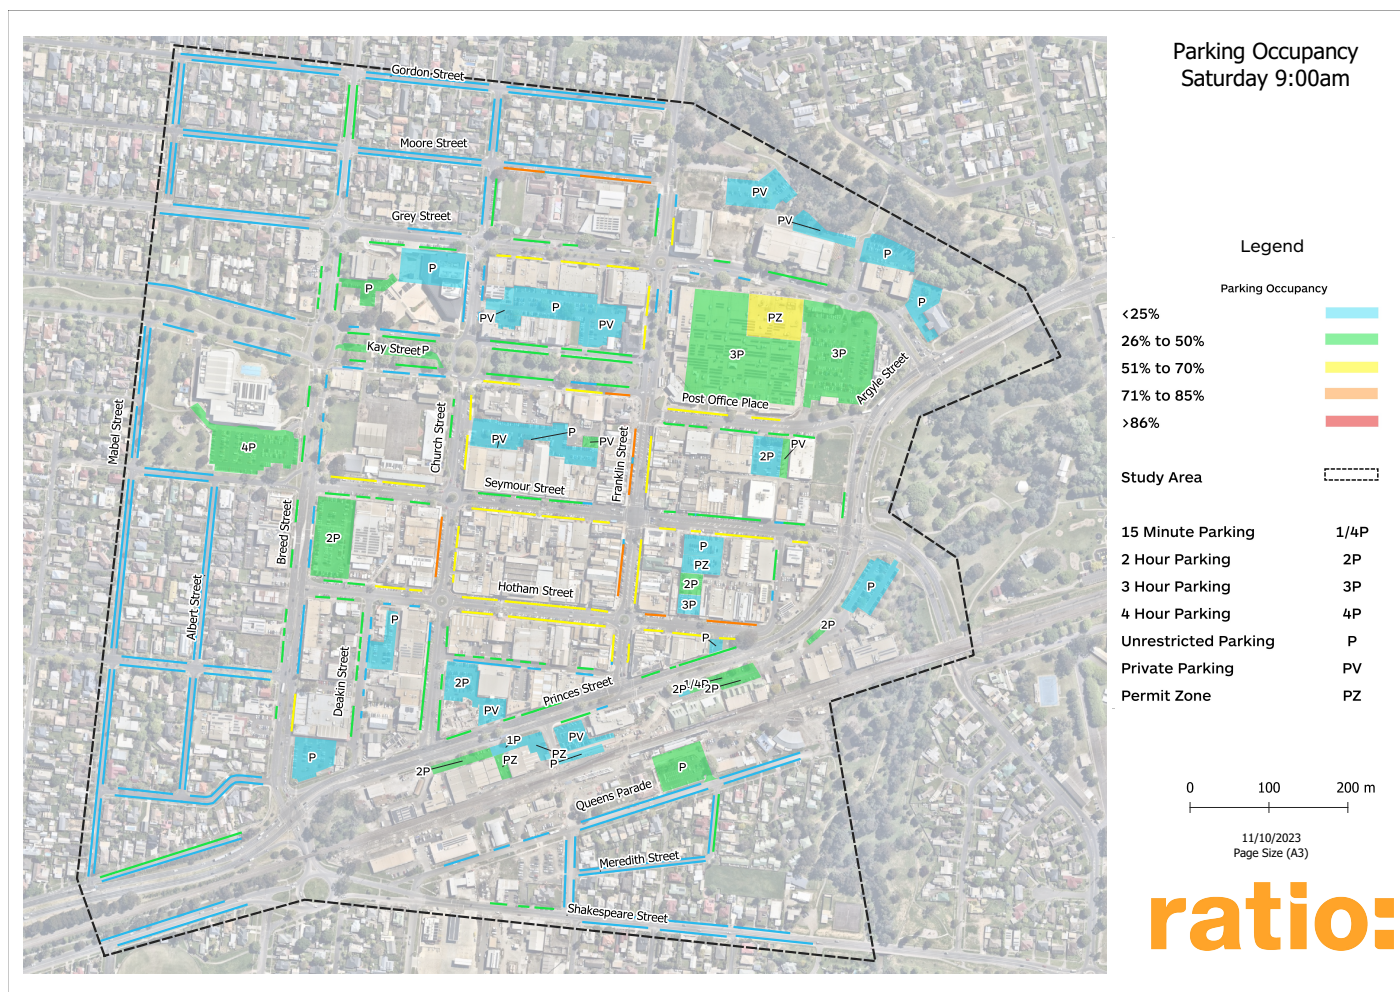 Parking Occupancy
Saturday 9:00am
Gordon Street
Moore Street
Grey Street
PV
PV
P
P
P
P
P
PV
PV
PZ
3P
3P
Kay Street
P
Argyle Street
Post Office Place
Mabel Street
Church Street
Franklin Street
4P
PV
P
PV
2P
PV
Seymour Street
Breed Street
2P
P
PZ
2P
3P
P
Hotham Street
Albert Street
P
2P
P
Deakin Street
2P
PV
Princes Street
2P
1/4P
2P
P
1P
PV
PZ
P
PZ
2P
P
Queens Parade
Meredith Street
Shakespeare Street
Legend
Parking Occupancy
<25%
26% to 50%
51% to 70%
71% to 85%
>86%
Study Area
15 Minute Parking 1/4P
2 Hour Parking 2P
3 Hour Parking 3P
4 Hour Parking 4P
Unrestricted Parking P
Private Parking PV
Permit Zone PZ
0 100 200 m
11/10/2023
Page Size (A3)
ratio: